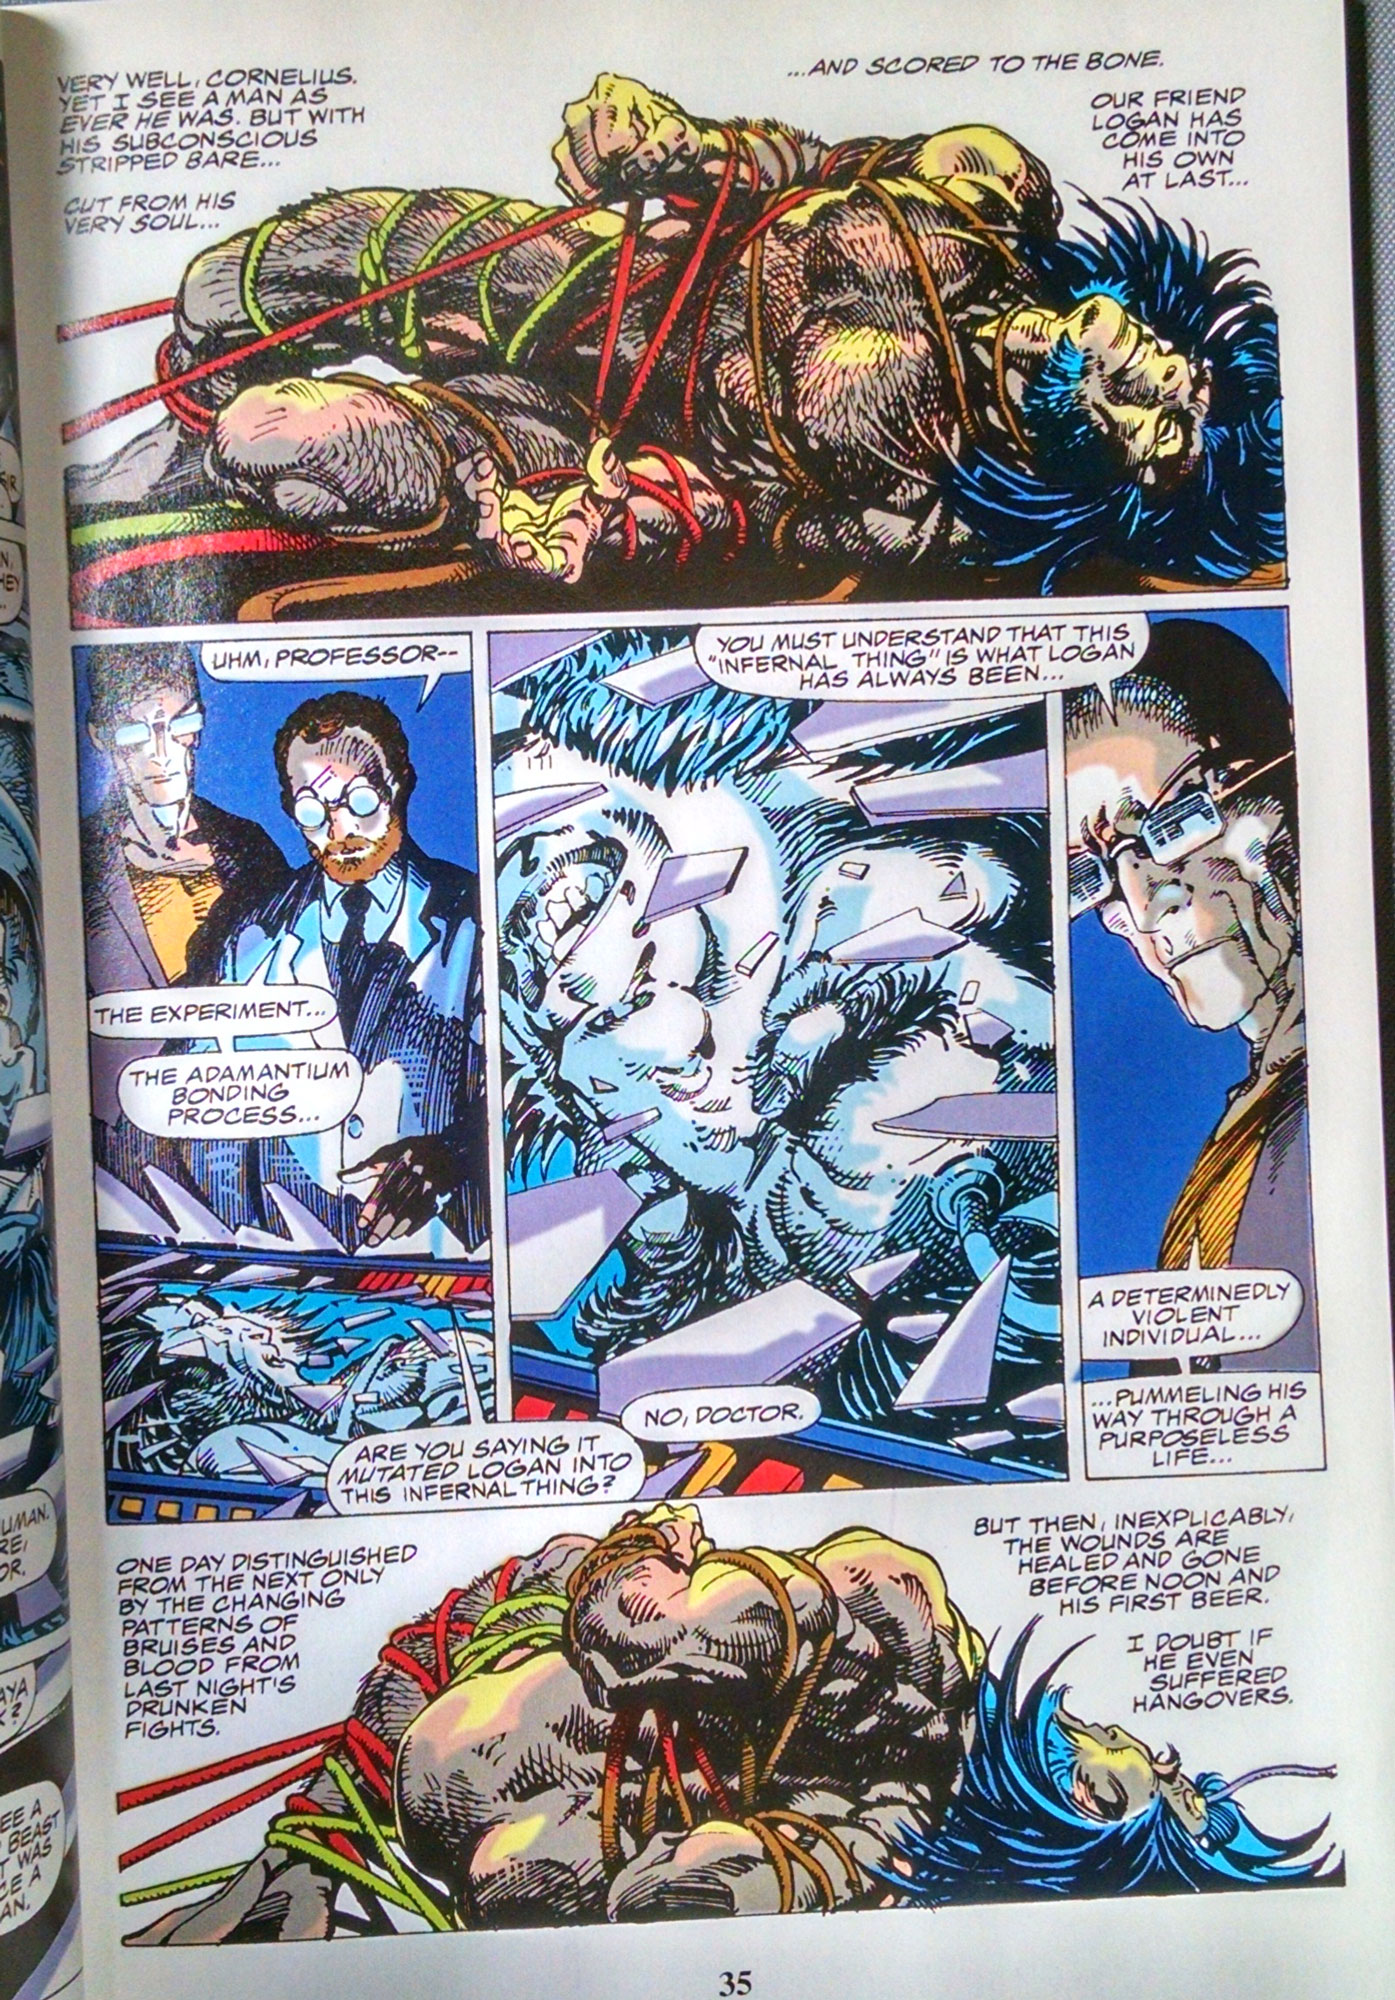 VERY WELL, CORNELIUS.
YET I SEE A MAN AS
EVER HE WAS. BUT WITH
HIS SUBCONSCIOUS
STRIPPED BARE...
CUT FROM HIS
VERY SOUL...
...AND SCORED TO THE BONE.
OUR FRIEND
LOGAN HAS
COME INTO
HIS OWN
AT LAST...
UHM, PROFESSOR--
THE EXPERIMENT...
THE ADAMANTIUM
BONDING
PROCESS...
ARE YOU SAYING IT
MUTATED LOGAN INTO
THIS INFERNAL THING?
NO, DOCTOR.
YOU MUST UNDERSTAND THAT THIS
"INFERNAL THING" IS WHAT LOGAN
HAS ALWAYS BEEN...
A DETERMINEDLY
VIOLENT
INDIVIDUAL...
...PUMMELING HIS
WAY THROUGH A
PURPOSELESS
LIFE...
ONE DAY DISTINGUISHED
FROM THE NEXT ONLY
BY THE CHANGING
PATTERNS OF
BRUISES AND
BLOOD FROM
LAST NIGHT'S
DRUNKEN
FIGHTS.
BUT THEN, INEXPLICABLY,
THE WOUNDS ARE
HEALED AND GONE
BEFORE NOON AND
HIS FIRST BEER.
I DOUBT IF
HE EVEN
SUFFERED
HANGOVERS.
35